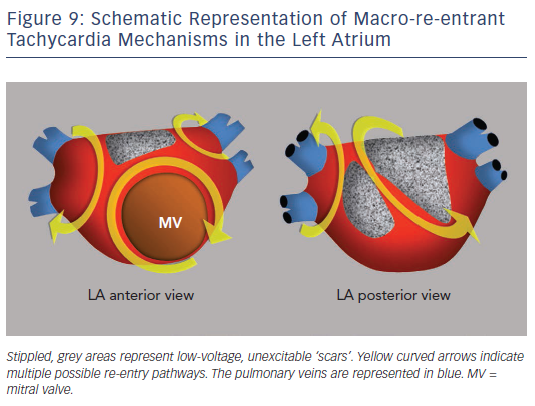 Figure 9: Schematic Representation of Macro-re-entrant
Tachycardia Mechanisms in the Left Atrium
MV
LA anterior view
LA posterior view
Stippled, grey areas represent low-voltage, unexcitable ‘scars’. Yellow curved arrows indicate
multiple possible re-entry pathways. The pulmonary veins are represented in blue. MV =
mitral valve.